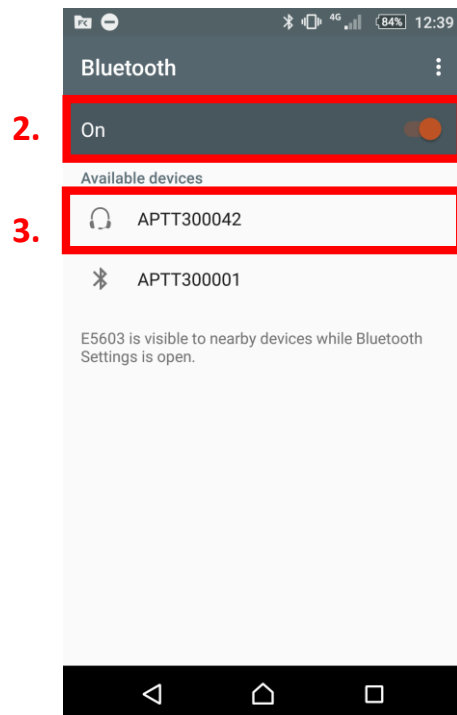 4G 84% 12:39
Bluetooth
2. On
Available devices
3. APTT300042
APTT300001
E5603 is visible to nearby devices while Bluetooth
Settings is open.